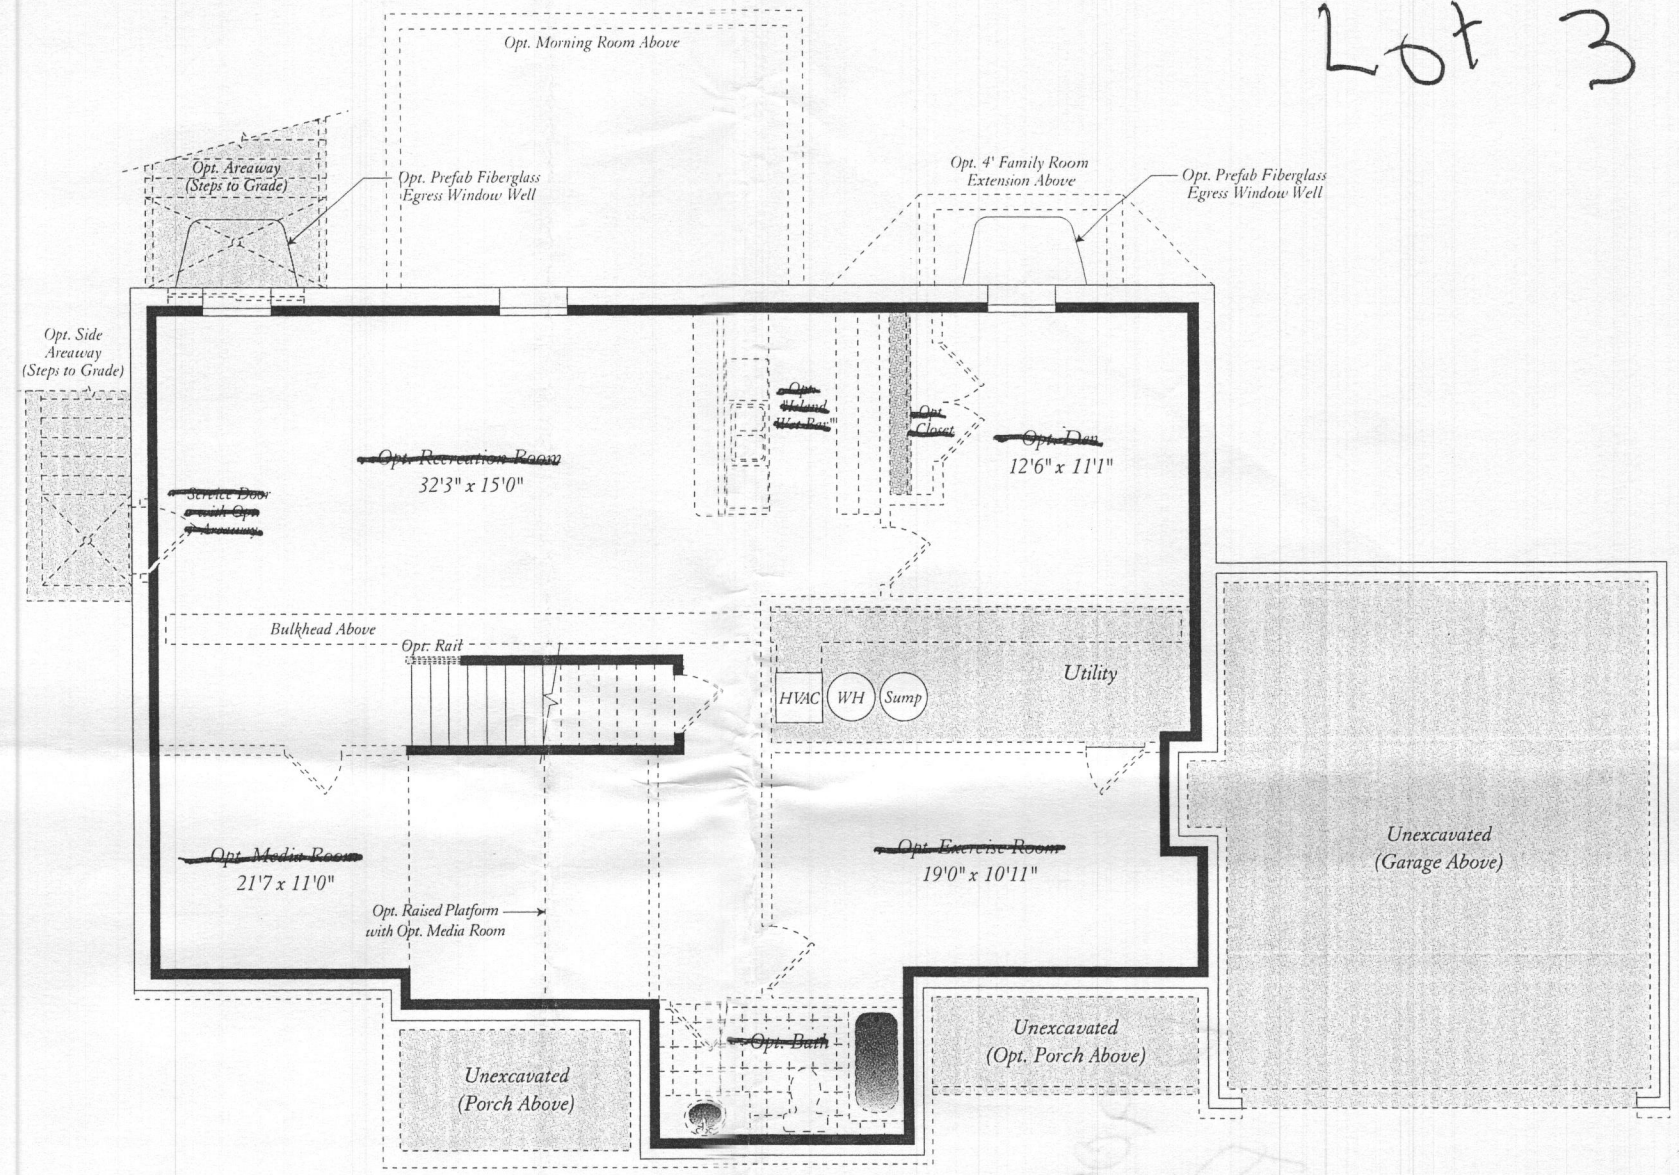 Lot 3
Opt. Morning Room Above
Opt. Areaway
(Steps to Grade)
Opt. Prefab Fiberglass
Egress Window Well
Opt. 4' Family Room
Extension Above
Opt. Prefab Fiberglass
Egress Window Well
Opt. Side
Areaway
(Steps to Grade)
Opt.
"Island
Wet Bar"
Opt.
Closet
Opt. Den
12'6" x 11'1"
Opt. Recreation Room
32'3" x 15'0"
Service Door
with Opt.
Areaway
Bulkhead Above
Opt. Rail
Utility
HVAC
WH
Sump
Opt. Media Room
21'7 x 11'0"
Opt. Exercise Room
19'0" x 10'11"
Unexcavated
(Garage Above)
Opt. Raised Platform
with Opt. Media Room
Opt. Bath
Unexcavated
(Opt. Porch Above)
Unexcavated
(Porch Above)